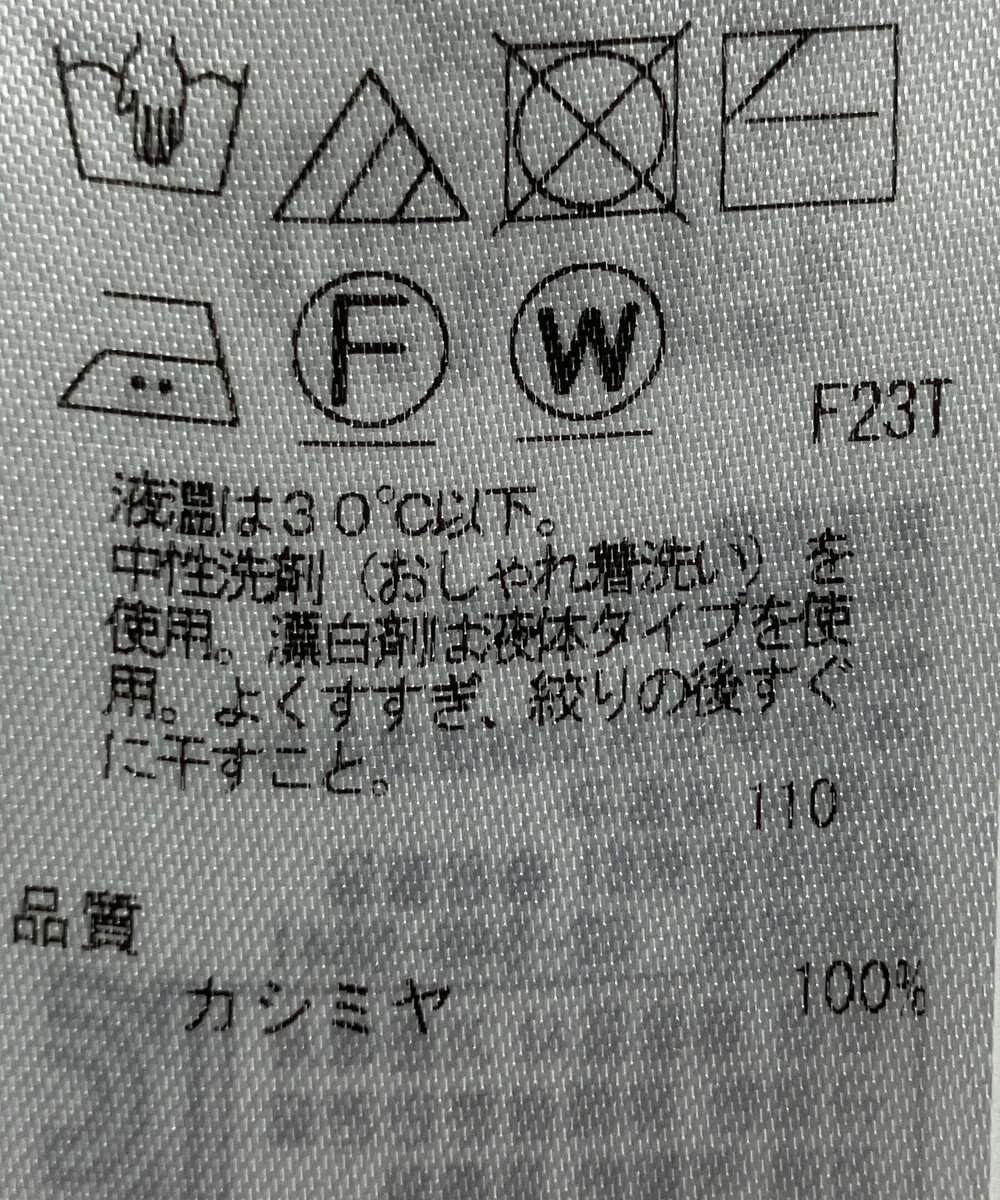 F W
F23T
液温は30℃以下。
中性洗剤（おしゃれ着洗い）を
使用。漂白剤は液体タイプを使
用。よくすすぎ、絞りの後すぐ
に干すこと。
110
品質
カシミヤ 100%